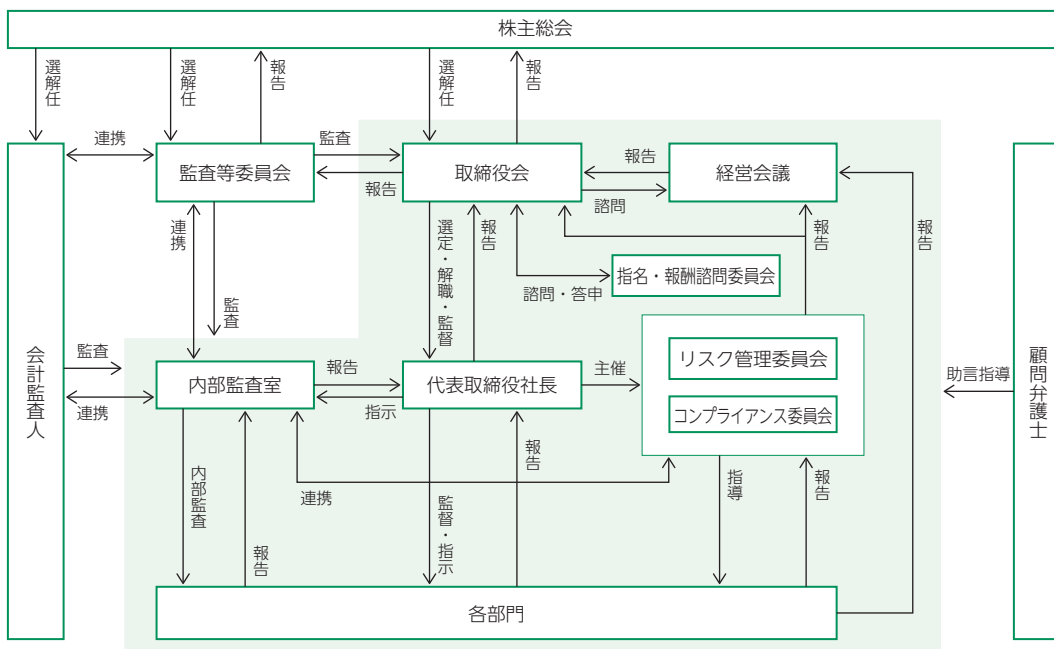 株主総会
選解任
選解任
報告
選解任
報告
連携
監査等委員会
監査
報告
取締役会
報告
諮問
経営会議
連携
監査
選定・解職・監督
報告
諮問・答申
指名・報酬諮問委員会
報告
報告
会計監査人
監査
連携
内部監査室
報告
指示
代表取締役社長
主催
リスク管理委員会
コンプライアンス委員会
助言指導
顧問弁護士
内部監査
報告
連携
監督・指示
報告
指導
報告
各部門